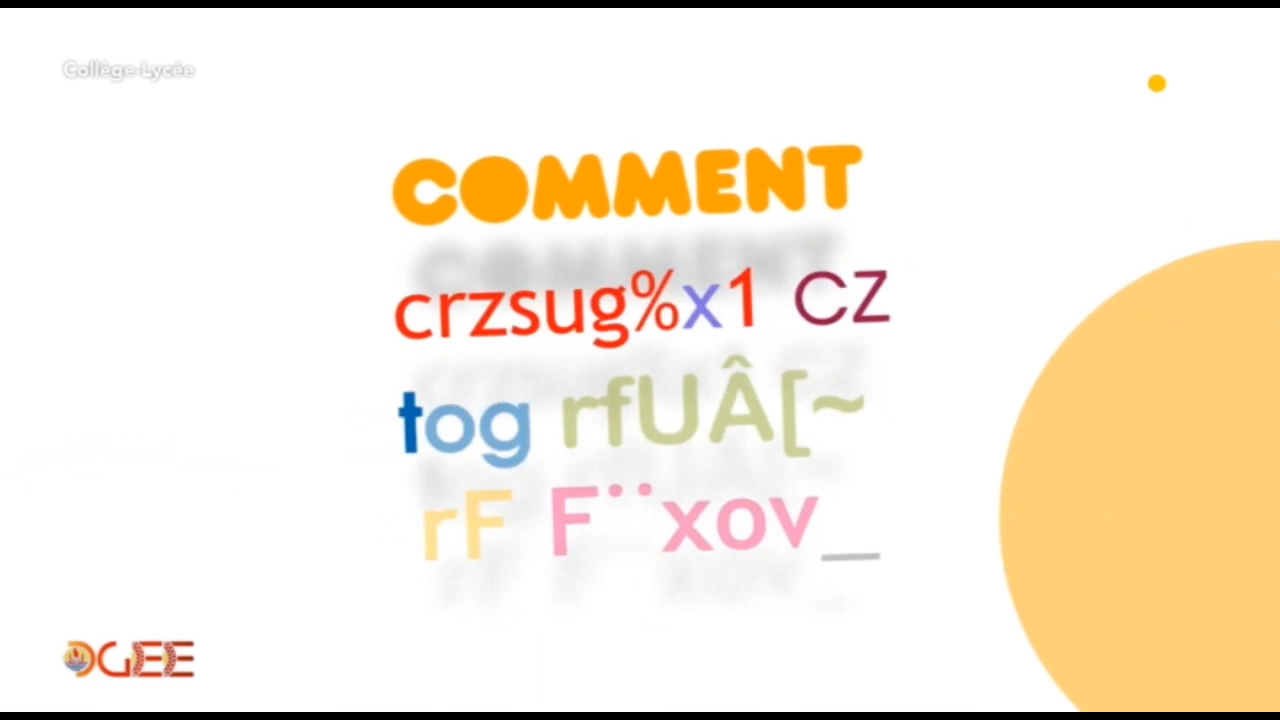 Collège-Lycée
COMMENT
crzsug%x1 CZ
tog rfUÂ[~
rF F¨¨xov_
DGEE